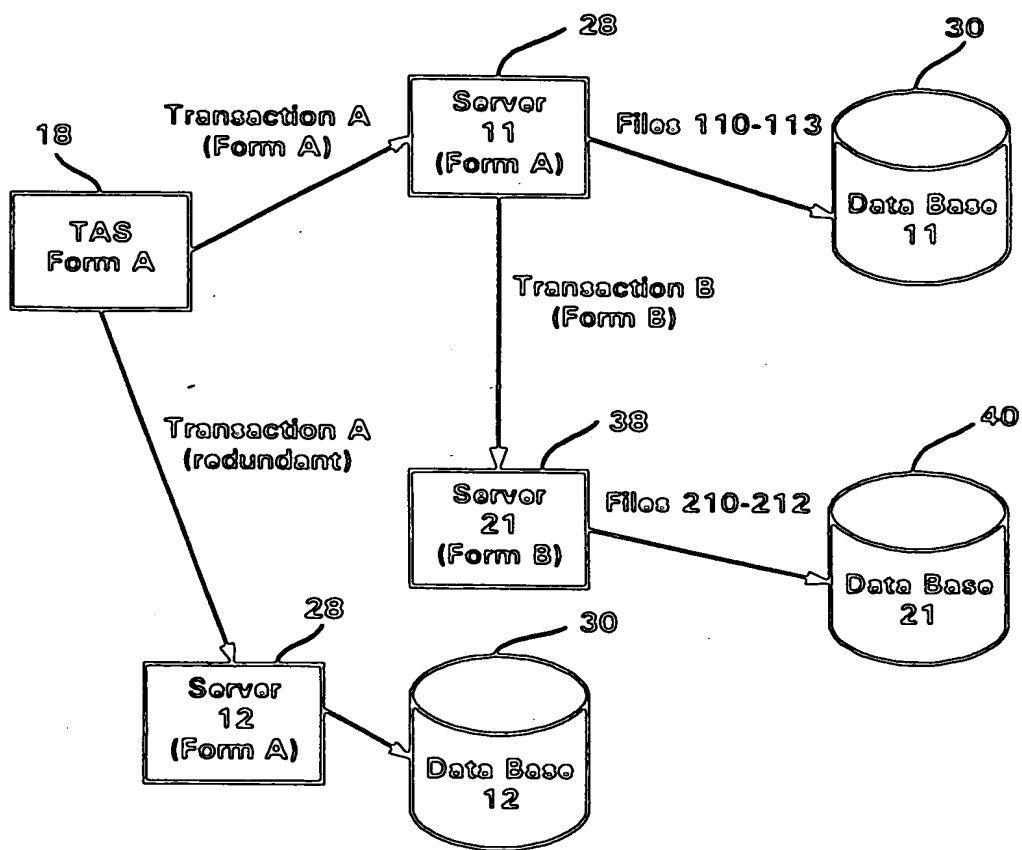 28
30
Server
11
(Form A)
Transaction A
(Form A)
Files 110-113
18
Data Base
11
TAS
Form A
Transaction B
(Form B)
Transaction A
(redundant)
38
40
Server
21
(Form B)
Files 210-212
Data Base
21
28
30
Server
12
(Form A)
Data Base
12